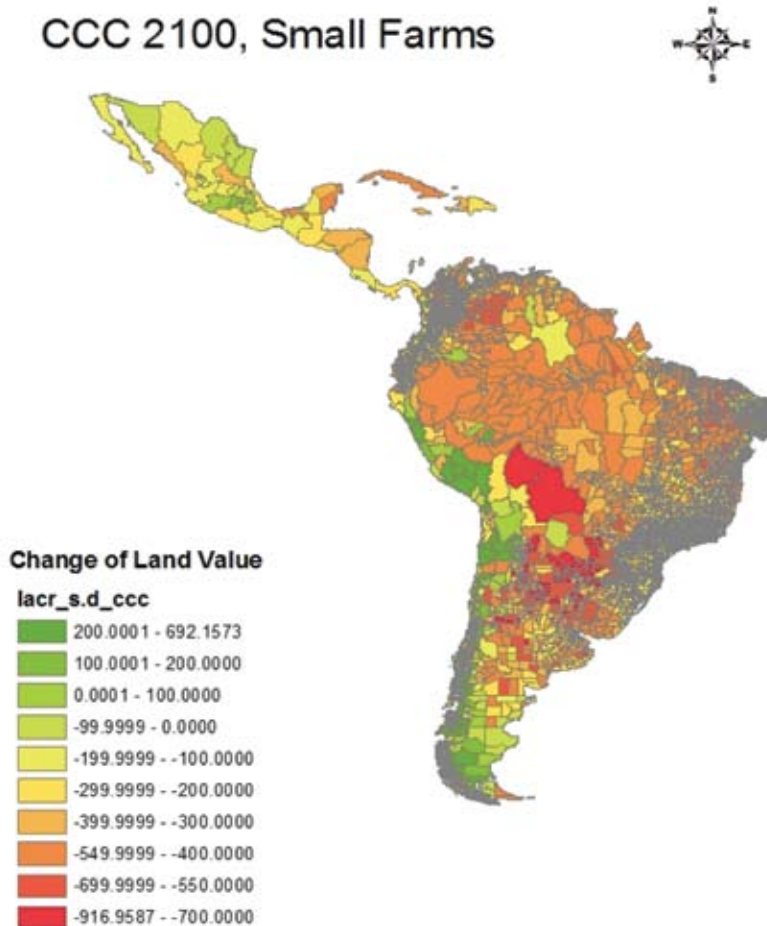 CCC 2100, Small Farms
N
W E
S
Change of Land Value
lacr_s.d_ccc
200.0001 - 692.1573
100.0001 - 200.0000
0.0001 - 100.0000
-99.9999 - 0.0000
-199.9999 - -100.0000
-299.9999 - -200.0000
-399.9999 - -300.0000
-549.9999 - -400.0000
-699.9999 - -550.0000
-916.9587 - -700.0000